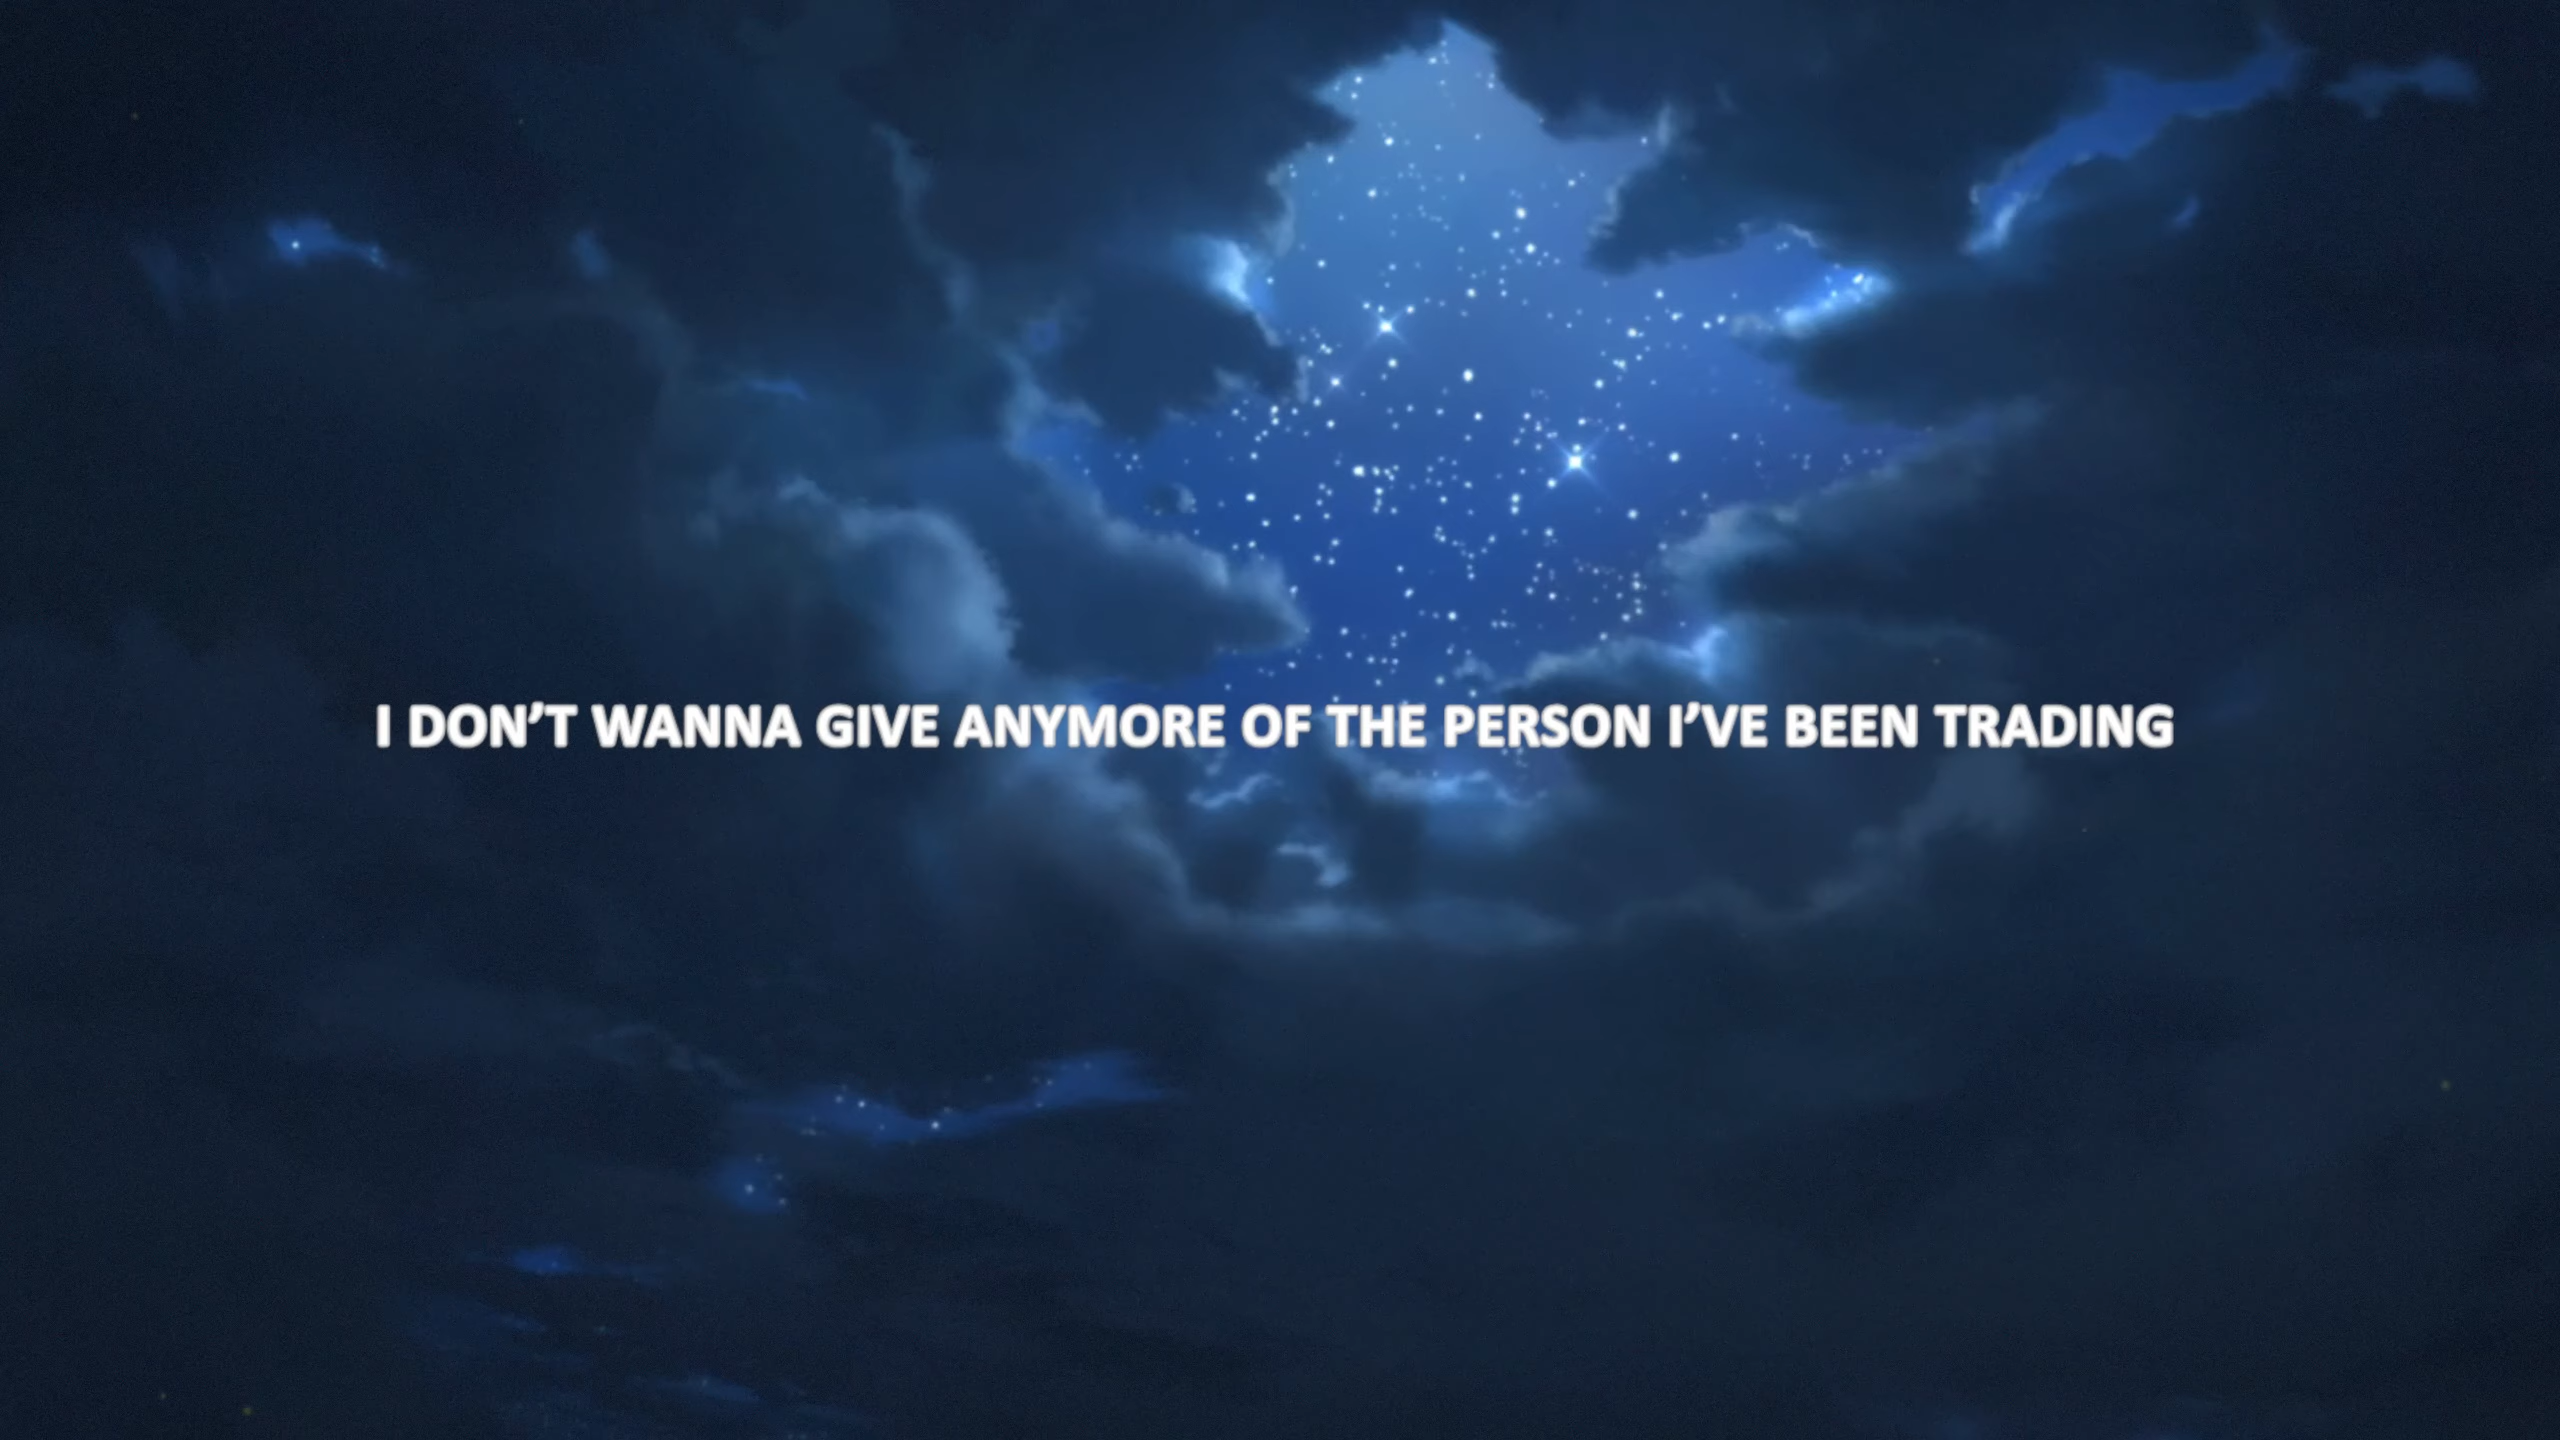 I DON’T WANNA GIVE ANYMORE OF THE PERSON I’VE BEEN TRADING